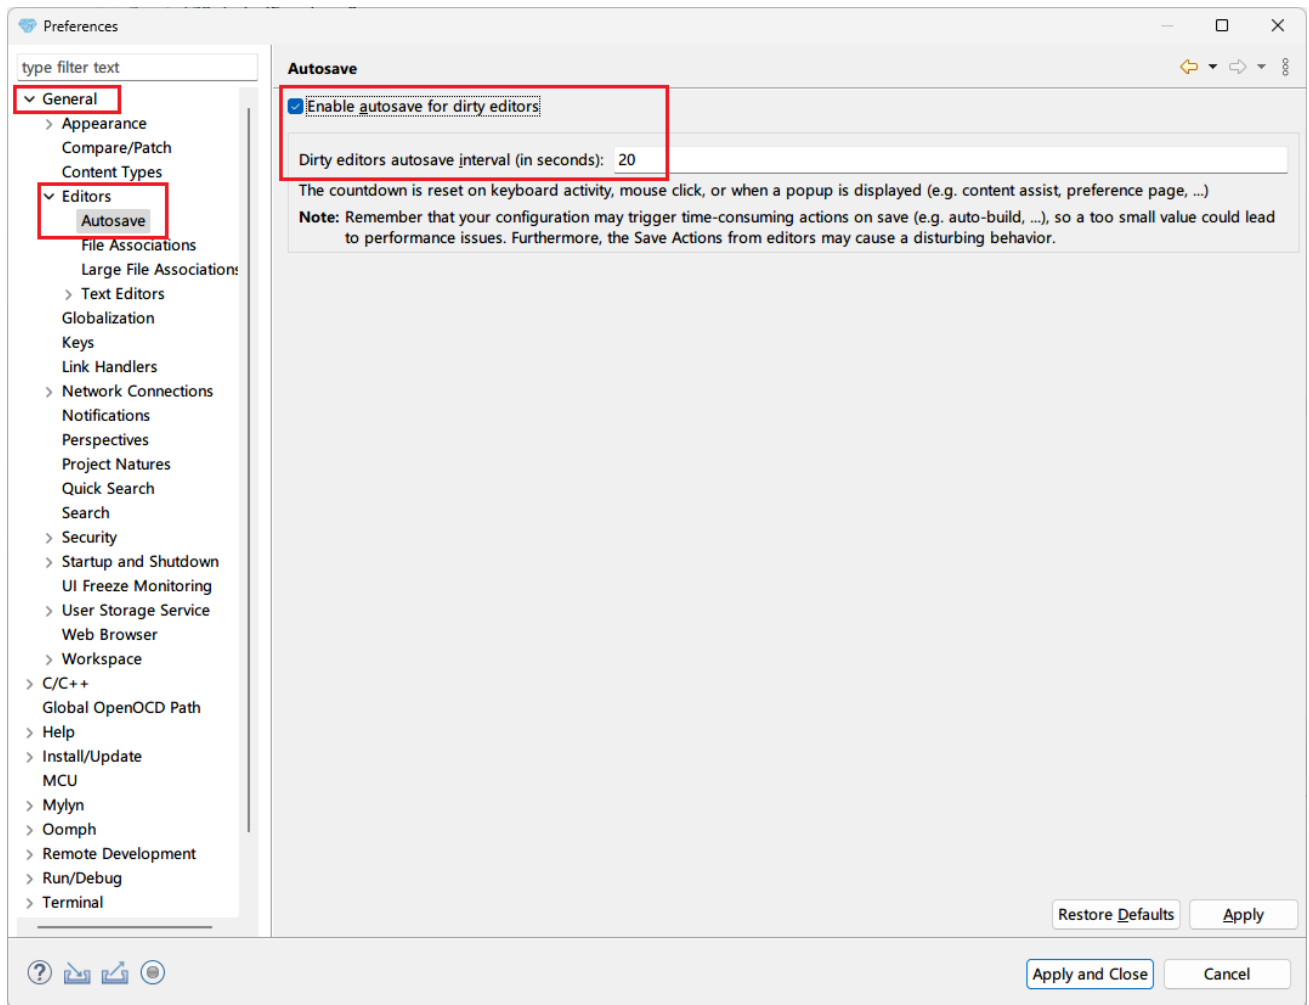 Preferences
type filter text
General
Appearance
Compare/Patch
Content Types
Editors
Autosave
File Associations
Large File Associations
Text Editors
Globalization
Keys
Link Handlers
Network Connections
Notifications
Perspectives
Project Natures
Quick Search
Search
Security
Startup and Shutdown
UI Freeze Monitoring
User Storage Service
Web Browser
Workspace
C/C++
Global OpenOCD Path
Help
Install/Update
MCU
Mylyn
Oomph
Remote Development
Run/Debug
Terminal
Autosave
Enable autosave for dirty editors
Dirty editors autosave interval (in seconds): 20
The countdown is reset on keyboard activity, mouse click, or when a popup is displayed (e.g. content assist, preference page, ...)
Note: Remember that your configuration may trigger time-consuming actions on save (e.g. auto-build, ...), so a too small value could lead
to performance issues. Furthermore, the Save Actions from editors may cause a disturbing behavior.
Restore Defaults Apply
Apply and Close Cancel